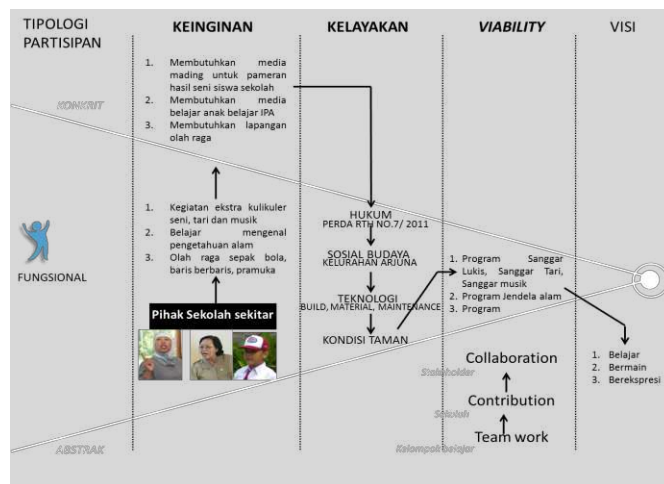 TIPOLOGI
PARTISIPAN
KEINGINAN
KELAYAKAN
VIABILITY
VISI
KONKRIT
1. Membutuhkan media
mading untuk pameran
hasil seni siswa sekolah
2. Membutuhkan media
belajar anak belajar IPA
3. Membutuhkan lapangan
olah raga
1. Kegiatan ekstra kulikuler
seni, tari dan musik
2. Belajar mengenal
pengetahuan alam
3. Olah raga sepak bola,
baris berbaris, pramuka
FUNGSIONAL
Pihak Sekolah sekitar
HUKUM
PERDA RTH NO.7/ 2011
SOSIAL BUDAYA
KELURAHAN ARJUNA
TEKNOLOGI
BUILD, MATERIAL, MAINTENANCE
KONDISI TAMAN
1. Program Sanggar
Lukis, Sanggar Tari,
Sanggar musik
2. Program Jendela alam
3. Program
Collaboration
Stakeholder
Contribution
Sekolah
Team work
Kelompok belajar
1. Belajar
2. Bermain
3. Berekspresi
ABSTRAK